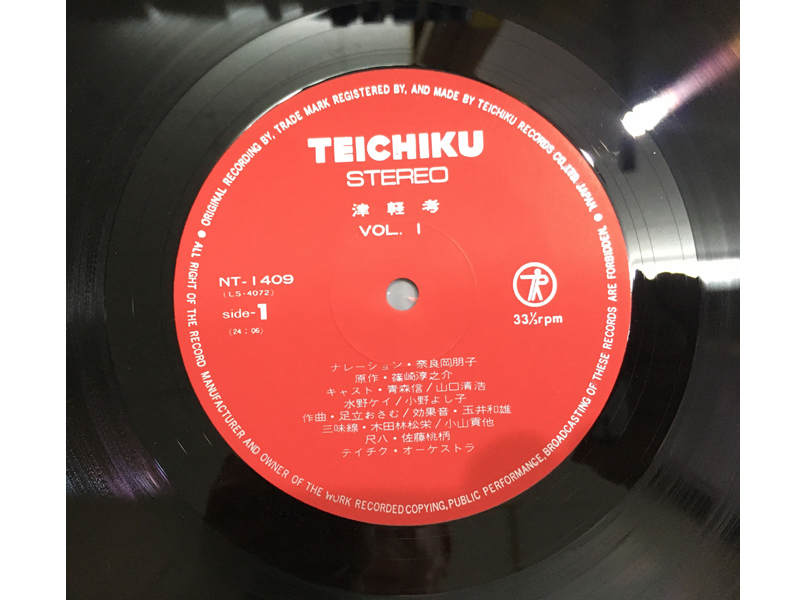 ORIGINAL RECORDING BY, TRADE MARK REGISTERED BY, AND MADE BY TEICHIKU RECORDS CO., LTD. JAPAN.
TEICHIKU
STEREO
津軽考
VOL. 1
NT-1409
(LS-4072)
side-1
(24:06)
33⅓rpm
ナレーション・奈良岡朋子
原作・篠崎淳之介
キャスト・青森信/山口清浩
水野ケイ/小野よし子
作曲・足立おさむ/効果音・玉井和雄
三味線・木田林松栄/小山貢他
尺八・佐藤桃柄
テイチク・オーケストラ
ALL RIGHT OF THE RECORD MANUFACTURER AND OWNER OF THE WORK RECORDED COPYING, PUBLIC PERFORMANCE, BROADCASTING OF THESE RECORDS ARE FORBIDDEN.